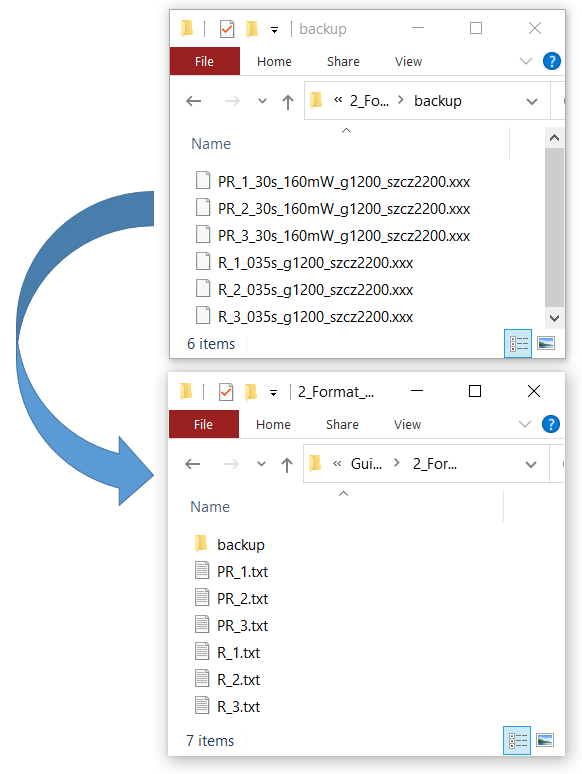 backup
File Home Share View
« 2_Fo... > backup
Name
PR_1_30s_160mW_g1200_szcz2200.xxx
PR_2_30s_160mW_g1200_szcz2200.xxx
PR_3_30s_160mW_g1200_szcz2200.xxx
R_1_035s_g1200_szcz2200.xxx
R_2_035s_g1200_szcz2200.xxx
R_3_035s_g1200_szcz2200.xxx
6 items
2_Format_...
File Home Share View
« Gui... > 2_For...
Name
backup
PR_1.txt
PR_2.txt
PR_3.txt
R_1.txt
R_2.txt
R_3.txt
7 items